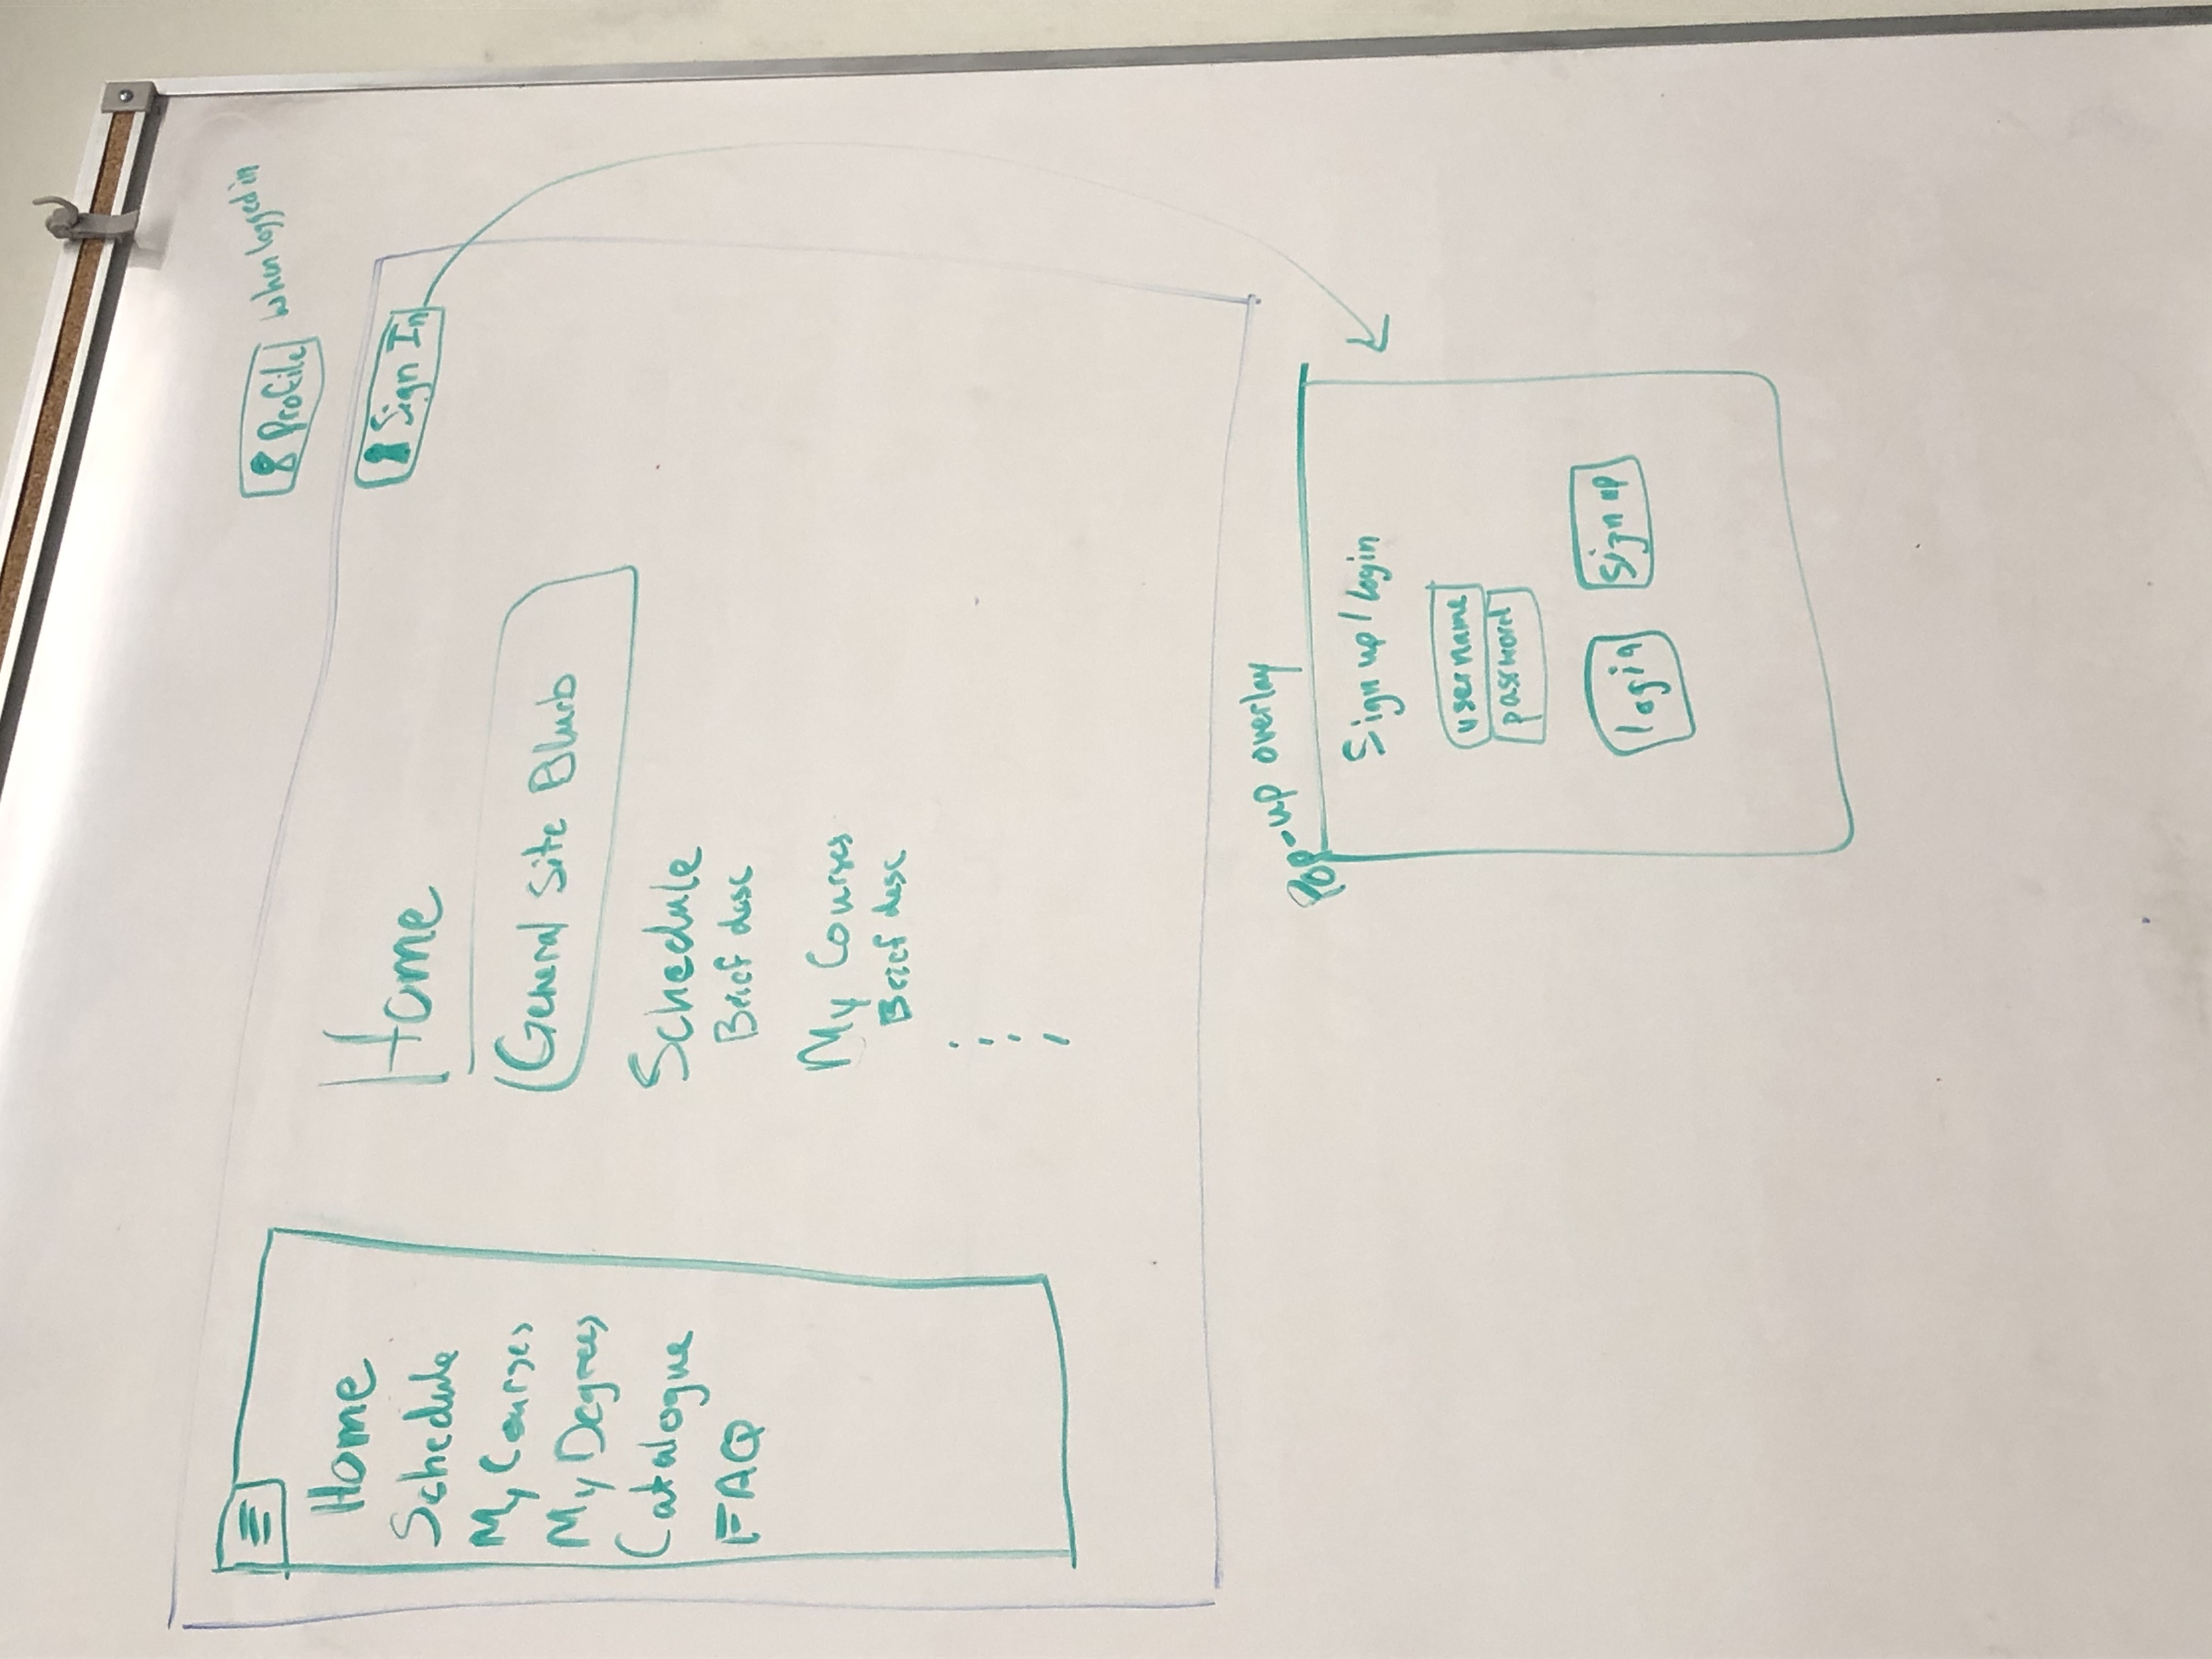 Home
Schedule
My Courses
My Degrees
Catalogue
FAQ
Profile when logged in
Sign In
Home
General Site Blurb
Schedule
Brief desc
My Courses
Brief desc
Pop-up overlay
Sign up / login
username
password
login
sign up